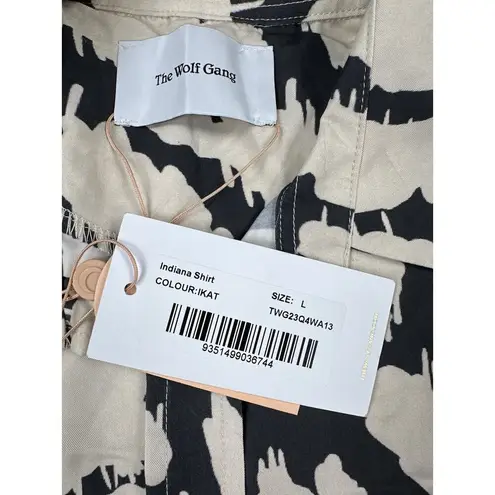 The Wolf Gang
Indiana Shirt
COLOUR:IKAT
SIZE: L
TWG23Q4WA13
9351499036744